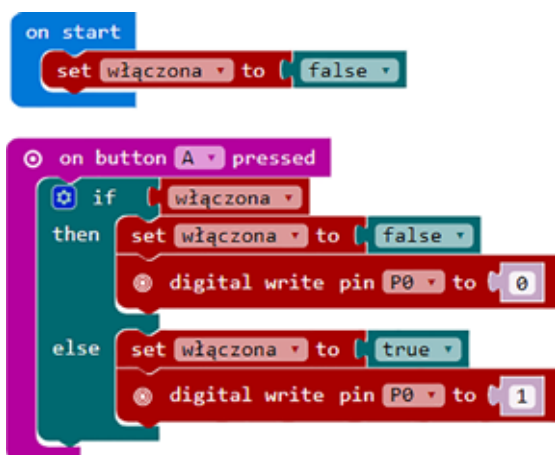 on start
set włączona to false
on button A pressed
if włączona
then set włączona to false
digital write pin P0 to 0
else set włączona to true
digital write pin P0 to 1